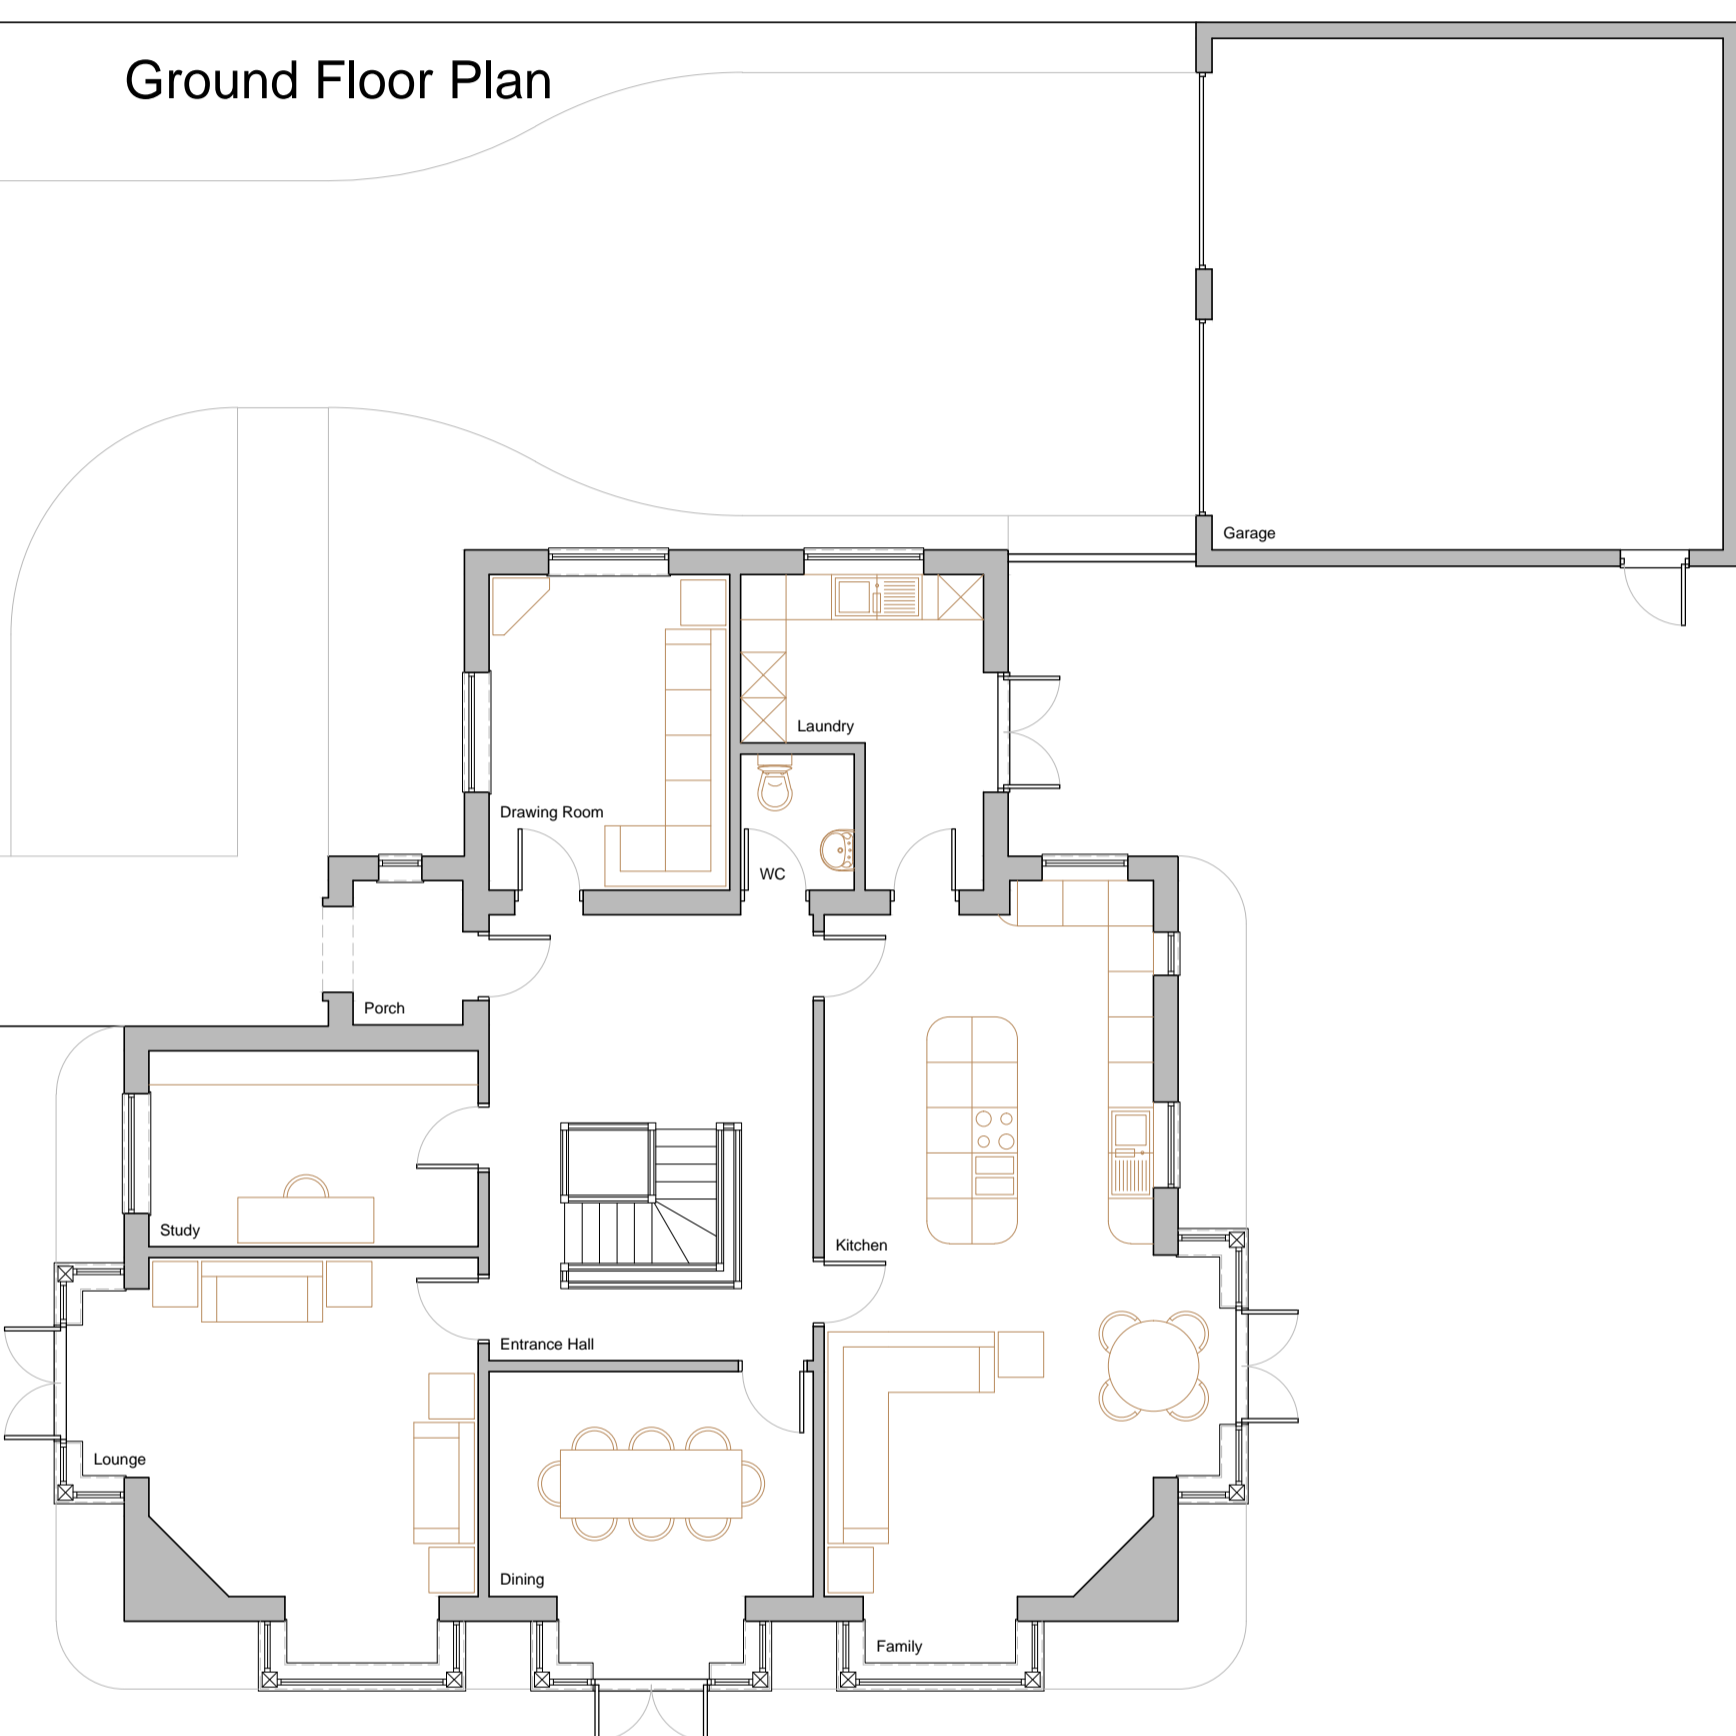 Ground Floor Plan
Garage
Laundry
Drawing Room
WC
Porch
Study
Kitchen
Entrance Hall
Lounge
Dining
Family